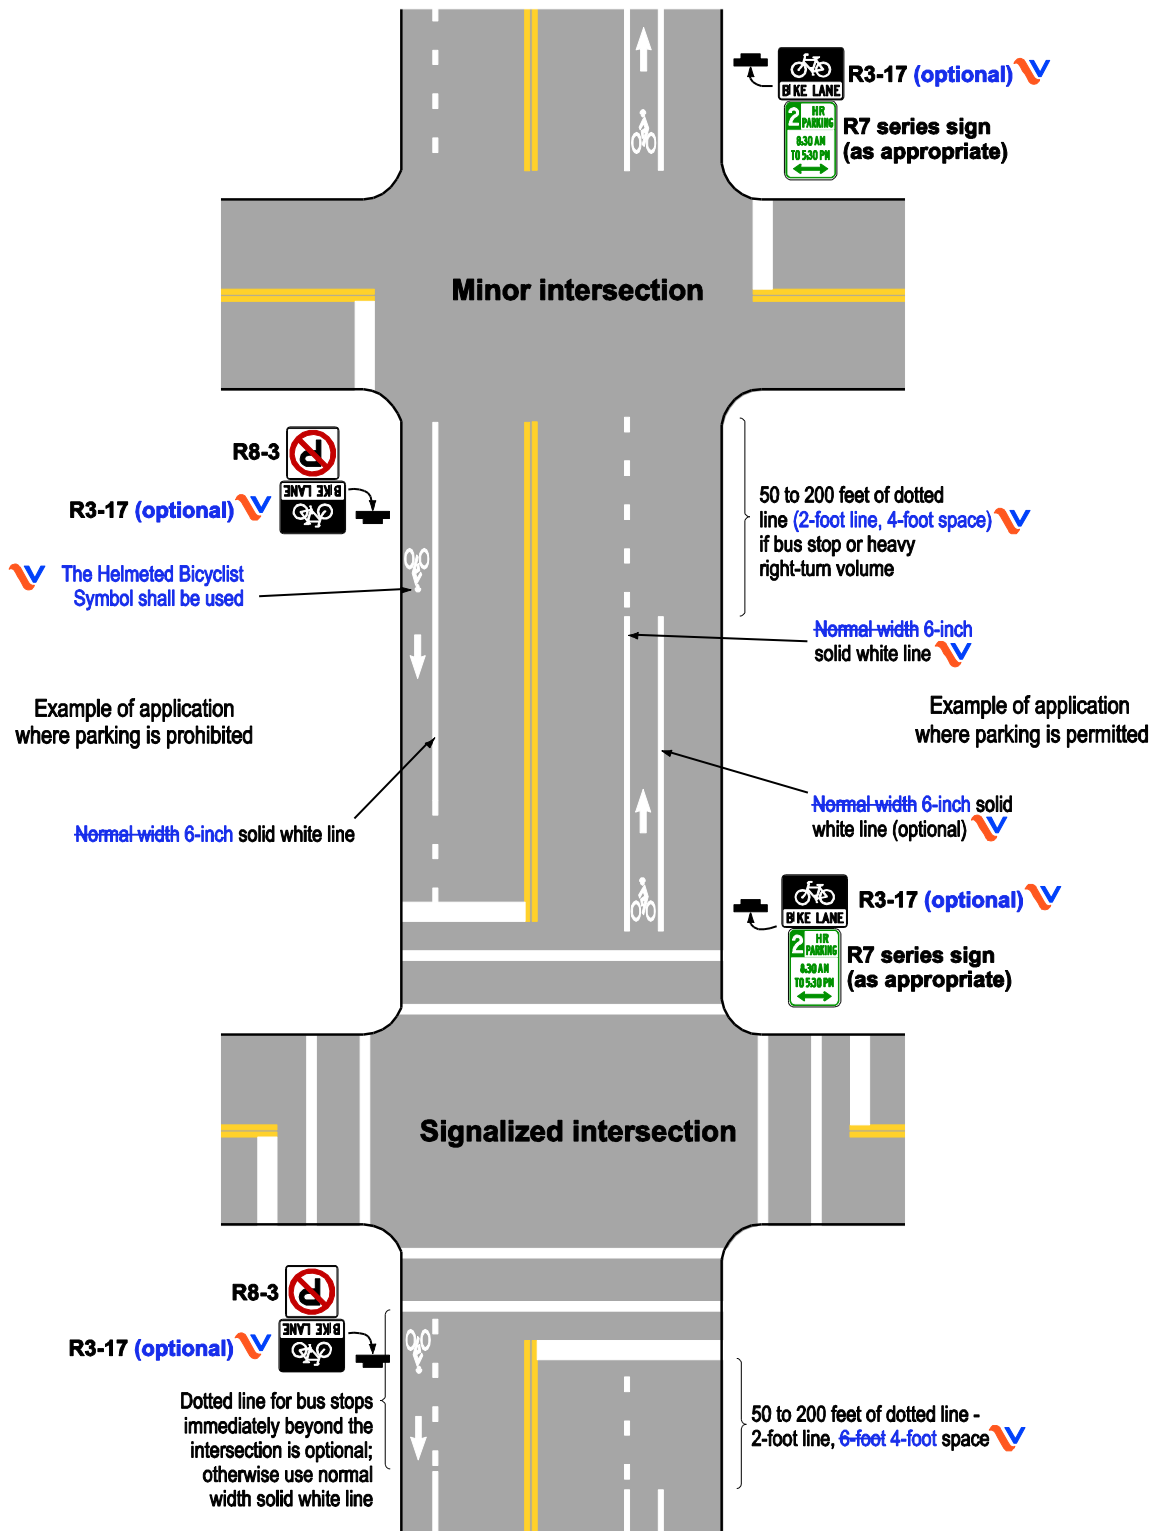 BIKE LANE
R3-17 (optional)
2 HR
PARKING
8:30 AM
TO 5:30 PM
R7 series sign
(as appropriate)
Minor intersection
R8-3
P
BIKE LANE
R3-17 (optional)
The Helmeted Bicyclist
Symbol shall be used
50 to 200 feet of dotted
line (2-foot line, 4-foot space)
if bus stop or heavy
right-turn volume
Normal width 6-inch
solid white line
Example of application
where parking is prohibited
Example of application
where parking is permitted
Normal width 6-inch solid white line
Normal width 6-inch solid
white line (optional)
BIKE LANE
R3-17 (optional)
2 HR
PARKING
8:30 AM
TO 5:30 PM
R7 series sign
(as appropriate)
Signalized intersection
R8-3
P
BIKE LANE
R3-17 (optional)
Dotted line for bus stops
immediately beyond the
intersection is optional;
otherwise use normal
width solid white line
50 to 200 feet of dotted line -
2-foot line, 6-foot 4-foot space